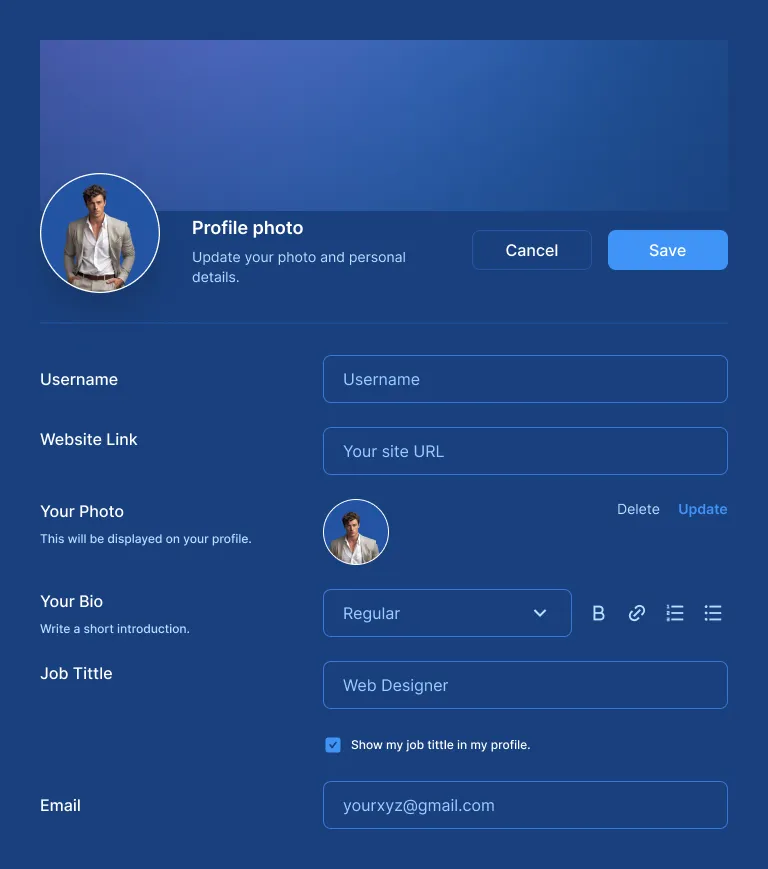 Profile photo
Update your photo and personal
details.
Cancel
Save
Username
Username
Website Link
Your site URL
Your Photo
This will be displayed on your profile.
Delete
Update
Your Bio
Write a short introduction.
Regular
B
Job Tittle
Web Designer
Show my job tittle in my profile.
Email
yourxyz@gmail.com